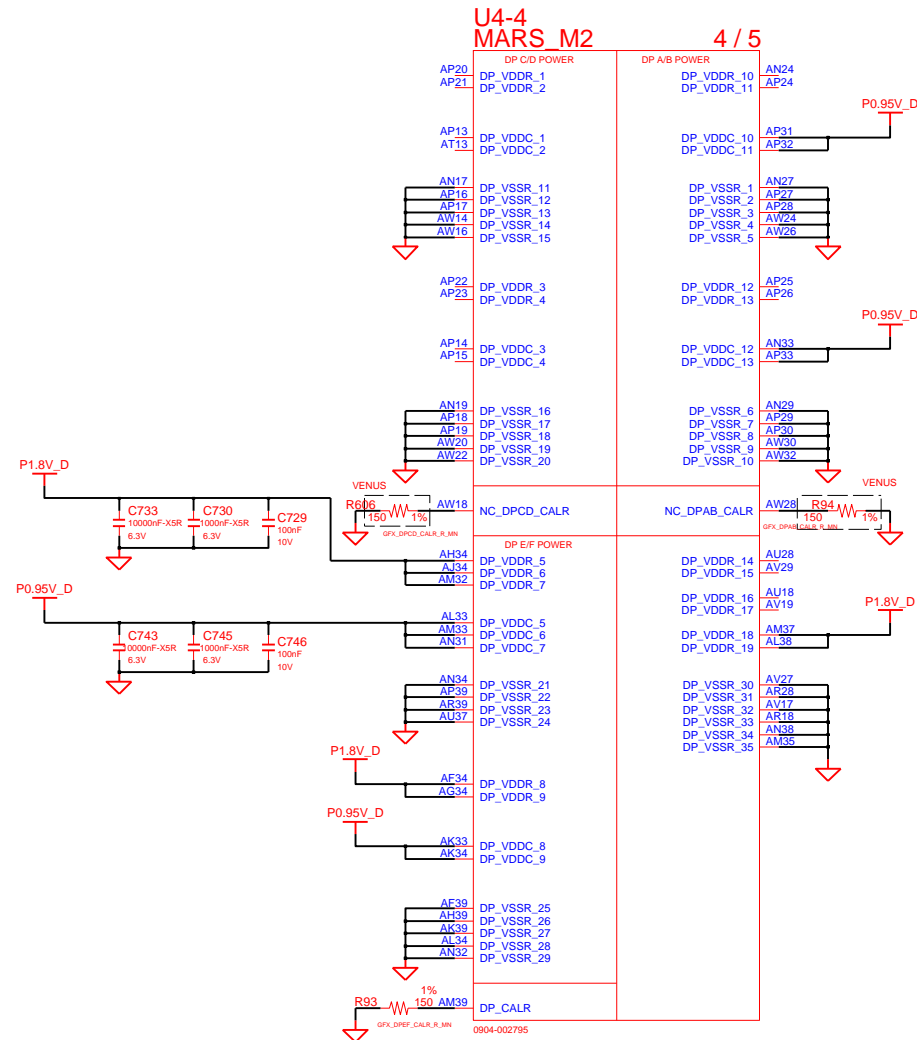 U4-4
MARS_M2 4 / 5
DP C/D POWER DP A/B POWER
AP20 DP_VDDR_1 DP_VDDR_10 AN24
AP21 DP_VDDR_2 DP_VDDR_11 AP24
P0.95V_D
AP13 DP_VDDC_1 DP_VDDC_10 AP31
AT13 DP_VDDC_2 DP_VDDC_11 AP32
AN17 DP_VSSR_11 DP_VSSR_1 AN27
AP16 DP_VSSR_12 DP_VSSR_2 AP27
AP17 DP_VSSR_13 DP_VSSR_3 AP28
AW14 DP_VSSR_14 DP_VSSR_4 AW24
AW16 DP_VSSR_15 DP_VSSR_5 AW26
AP22 DP_VDDR_3 DP_VDDR_12 AP25
AP23 DP_VDDR_4 DP_VDDR_13 AP26
P0.95V_D
AP14 DP_VDDC_3 DP_VDDC_12 AN33
AP15 DP_VDDC_4 DP_VDDC_13 AP33
AN19 DP_VSSR_16 DP_VSSR_6 AN29
AP18 DP_VSSR_17 DP_VSSR_7 AP29
AP19 DP_VSSR_18 DP_VSSR_8 AP30
AW20 DP_VSSR_19 DP_VSSR_9 AW30
AW22 DP_VSSR_20 DP_VSSR_10 AW32
P1.8V_D
VENUS VENUS
R606 AW18 NC_DPCD_CALR NC_DPAB_CALR AW28 R94
150 1% 150 1%
GFX_DPCD_CALR_R_MN GFX_DPAB_CALR_R_MN
C733 C730 C729
10000nF-X5R 1000nF-X5R 100nF
6.3V 6.3V 10V
DP E/F POWER
AH34 DP_VDDR_5 DP_VDDR_14 AU28
AJ34 DP_VDDR_6 DP_VDDR_15 AV29
AM32 DP_VDDR_7 DP_VDDR_16 AU18
DP_VDDR_17 AV19
P0.95V_D P1.8V_D
AL33 DP_VDDC_5 DP_VDDR_18 AM37
AM33 DP_VDDC_6 DP_VDDR_19 AL38
AN31 DP_VDDC_7
C743 C745 C746
10000nF-X5R 1000nF-X5R 100nF
6.3V 6.3V 10V
AN34 DP_VSSR_21 DP_VSSR_30 AV27
AP39 DP_VSSR_22 DP_VSSR_31 AR28
AR39 DP_VSSR_23 DP_VSSR_32 AV17
AU37 DP_VSSR_24 DP_VSSR_33 AR18
DP_VSSR_34 AN38
DP_VSSR_35 AM35
P1.8V_D
AF34 DP_VDDR_8
AG34 DP_VDDR_9
P0.95V_D
AK33 DP_VDDC_8
AK34 DP_VDDC_9
AF39 DP_VSSR_25
AH39 DP_VSSR_26
AK39 DP_VSSR_27
AL34 DP_VSSR_28
AN32 DP_VSSR_29
1%
R93 150 AM39 DP_CALR
GFX_DPEF_CALR_R_MN
0904-002795